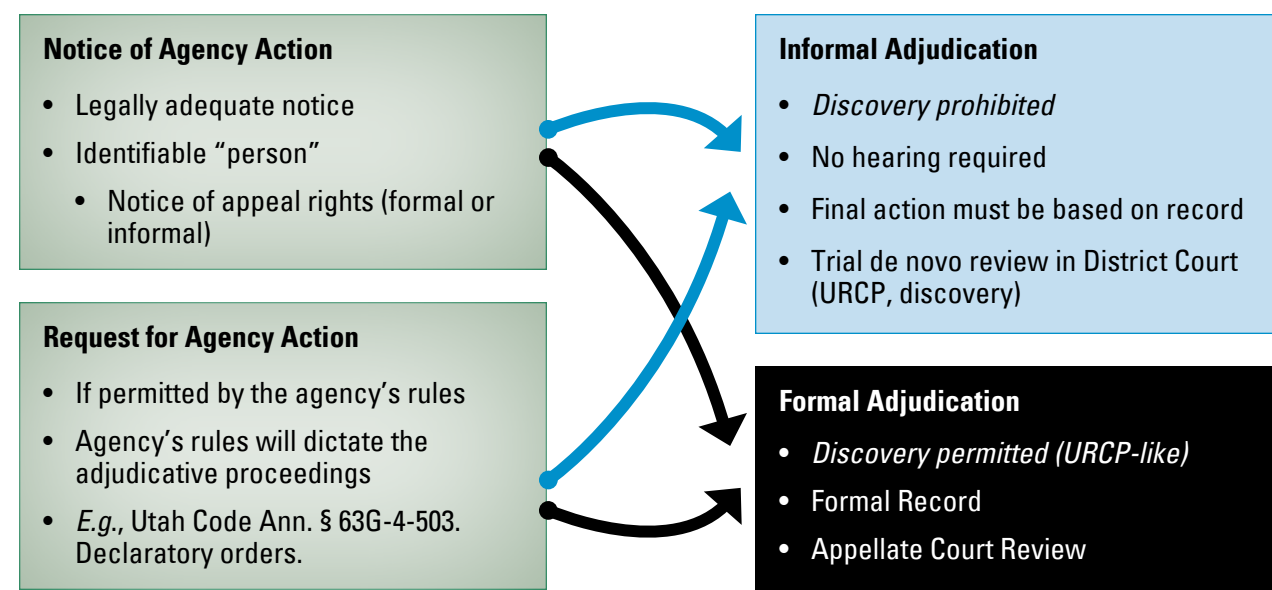 Notice of Agency Action
• Legally adequate notice
• Identifiable “person”
• Notice of appeal rights (formal or
informal)
Request for Agency Action
• If permitted by the agency’s rules
• Agency’s rules will dictate the
adjudicative proceedings
• E.g., Utah Code Ann. § 63G-4-503.
Declaratory orders.
Informal Adjudication
• Discovery prohibited
• No hearing required
• Final action must be based on record
• Trial de novo review in District Court
(URCP, discovery)
Formal Adjudication
• Discovery permitted (URCP-like)
• Formal Record
• Appellate Court Review